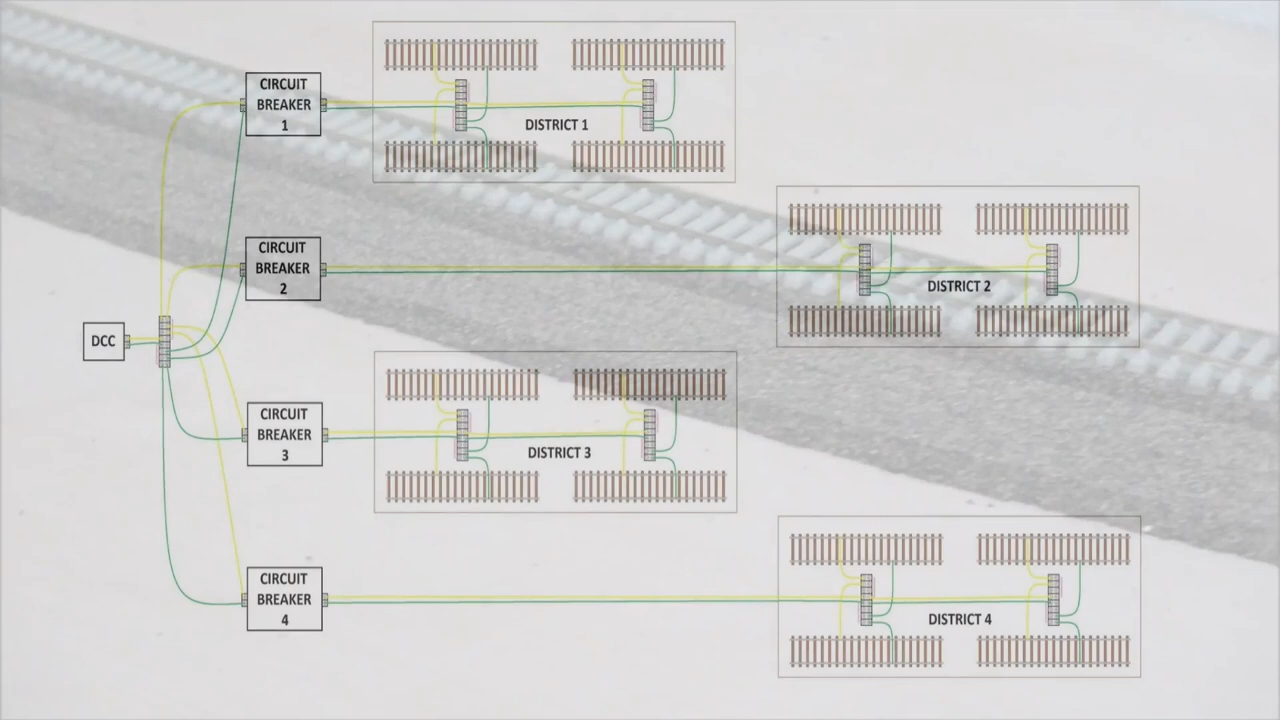 CIRCUIT
BREAKER
1
DISTRICT 1
CIRCUIT
BREAKER
2
DISTRICT 2
DCC
CIRCUIT
BREAKER
3
DISTRICT 3
CIRCUIT
BREAKER
4
DISTRICT 4